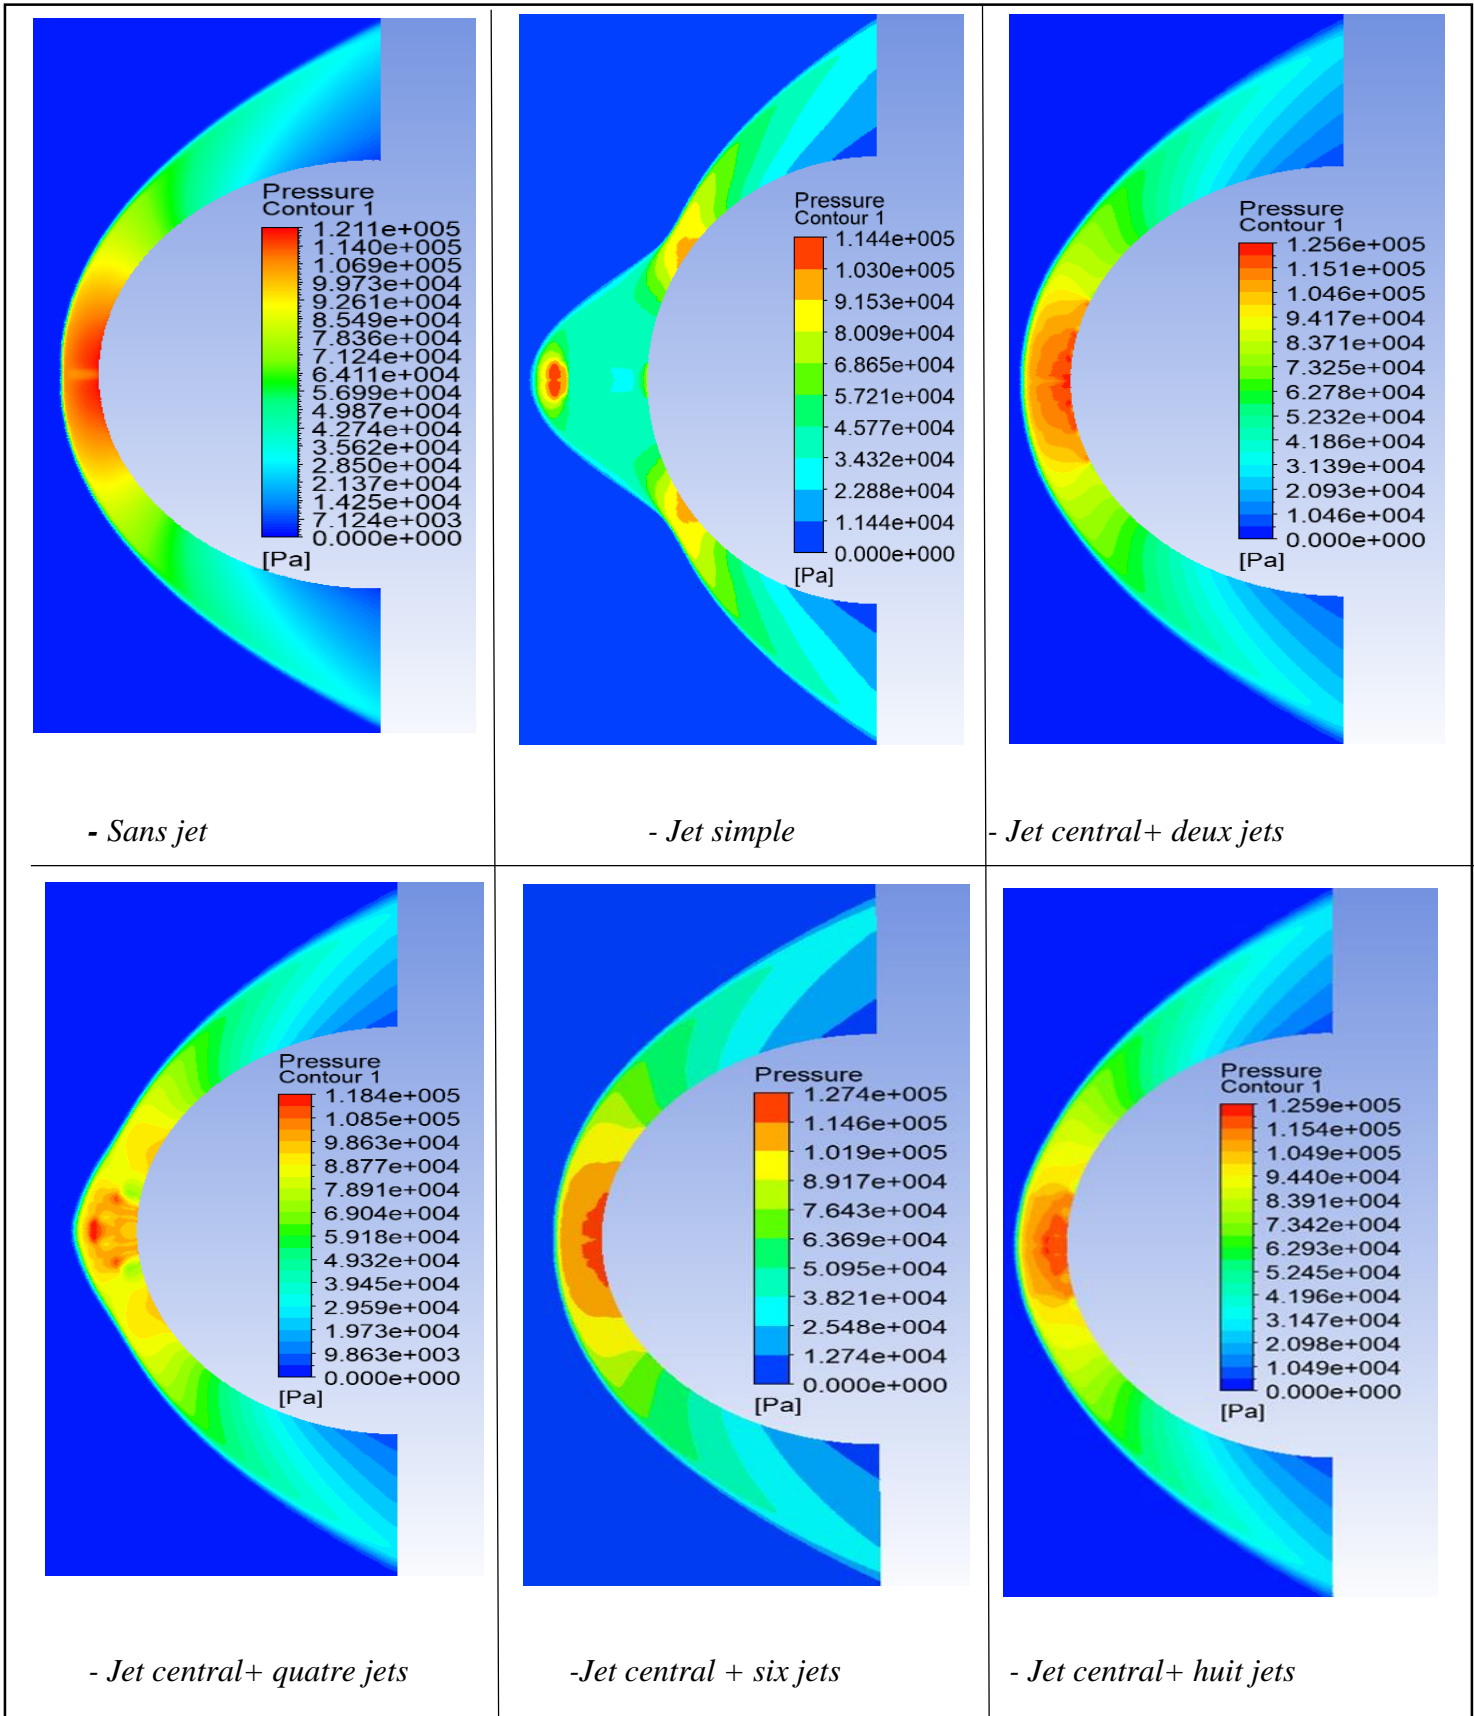 Pressure
Contour 1
1.211e+005
1.140e+005
1.069e+005
9.973e+004
9.261e+004
8.549e+004
7.836e+004
7.124e+004
6.411e+004
5.699e+004
4.987e+004
4.274e+004
3.562e+004
2.850e+004
2.137e+004
1.425e+004
7.124e+003
0.000e+000
[Pa]
- Sans jet
Pressure
Contour 1
1.144e+005
1.030e+005
9.153e+004
8.009e+004
6.865e+004
5.721e+004
4.577e+004
3.432e+004
2.288e+004
1.144e+004
0.000e+000
[Pa]
- Jet simple
Pressure
Contour 1
1.256e+005
1.151e+005
1.046e+005
9.417e+004
8.371e+004
7.325e+004
6.278e+004
5.232e+004
4.186e+004
3.139e+004
2.093e+004
1.046e+004
0.000e+000
[Pa]
- Jet central+ deux jets
Pressure
Contour 1
1.184e+005
1.085e+005
9.863e+004
8.877e+004
7.891e+004
6.904e+004
5.918e+004
4.932e+004
3.945e+004
2.959e+004
1.973e+004
9.863e+003
0.000e+000
[Pa]
- Jet central+ quatre jets
Pressure
1.274e+005
1.146e+005
1.019e+005
8.917e+004
7.643e+004
6.369e+004
5.095e+004
3.821e+004
2.548e+004
1.274e+004
0.000e+000
[Pa]
-Jet central + six jets
Pressure
Contour 1
1.259e+005
1.154e+005
1.049e+005
9.440e+004
8.391e+004
7.342e+004
6.293e+004
5.245e+004
4.196e+004
3.147e+004
2.098e+004
1.049e+004
0.000e+000
[Pa]
- Jet central+ huit jets